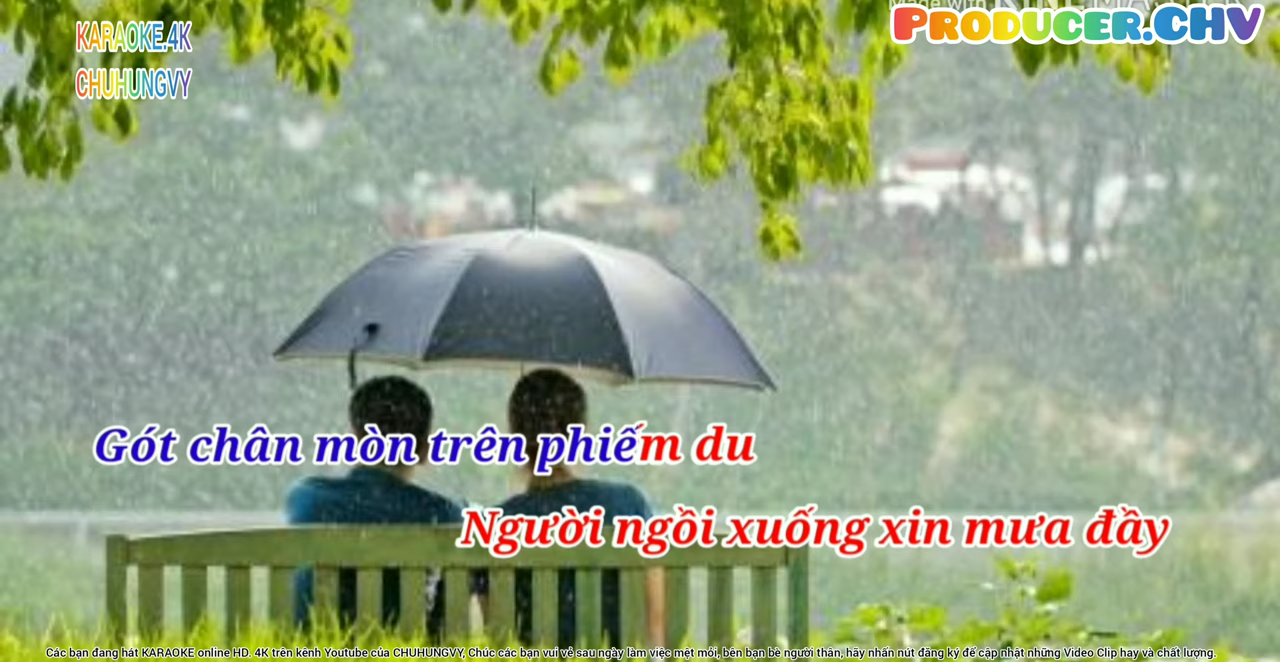 KARAOKE.4K
CHUHUNGVY
Made with
PRODUCER.CHV
Gót chân mòn trên phiếm du
Người ngồi xuống xin mưa đầy
Các bạn đang hát KARAOKE online HD. 4K trên kênh Youtube của CHUHUNGVY, Chúc các bạn vui vẻ sau ngày làm việc mệt mỏi, bên bạn bè người thân, hãy nhấn nút đăng ký để cập nhật những Video Clip hay và chất lượng.